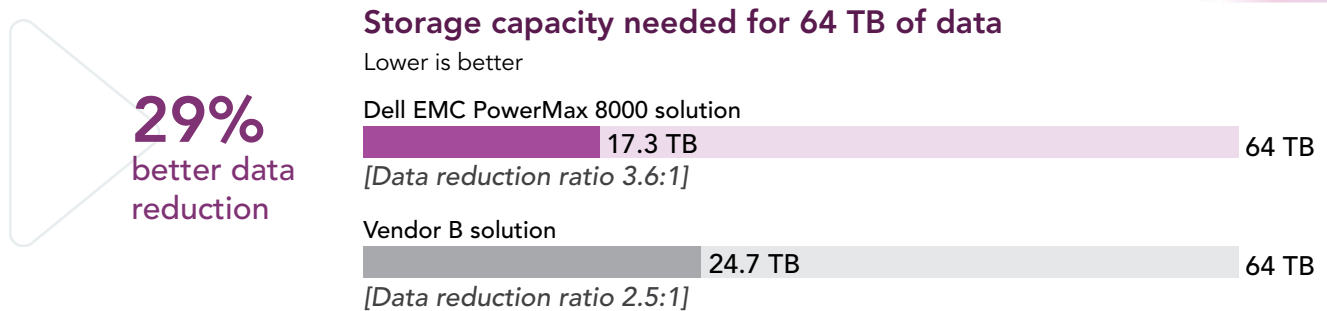 29%
better data
reduction
Storage capacity needed for 64 TB of data
Lower is better
Dell EMC PowerMax 8000 solution
17.3 TB
64 TB
[Data reduction ratio 3.6:1]
Vendor B solution
24.7 TB
64 TB
[Data reduction ratio 2.5:1]